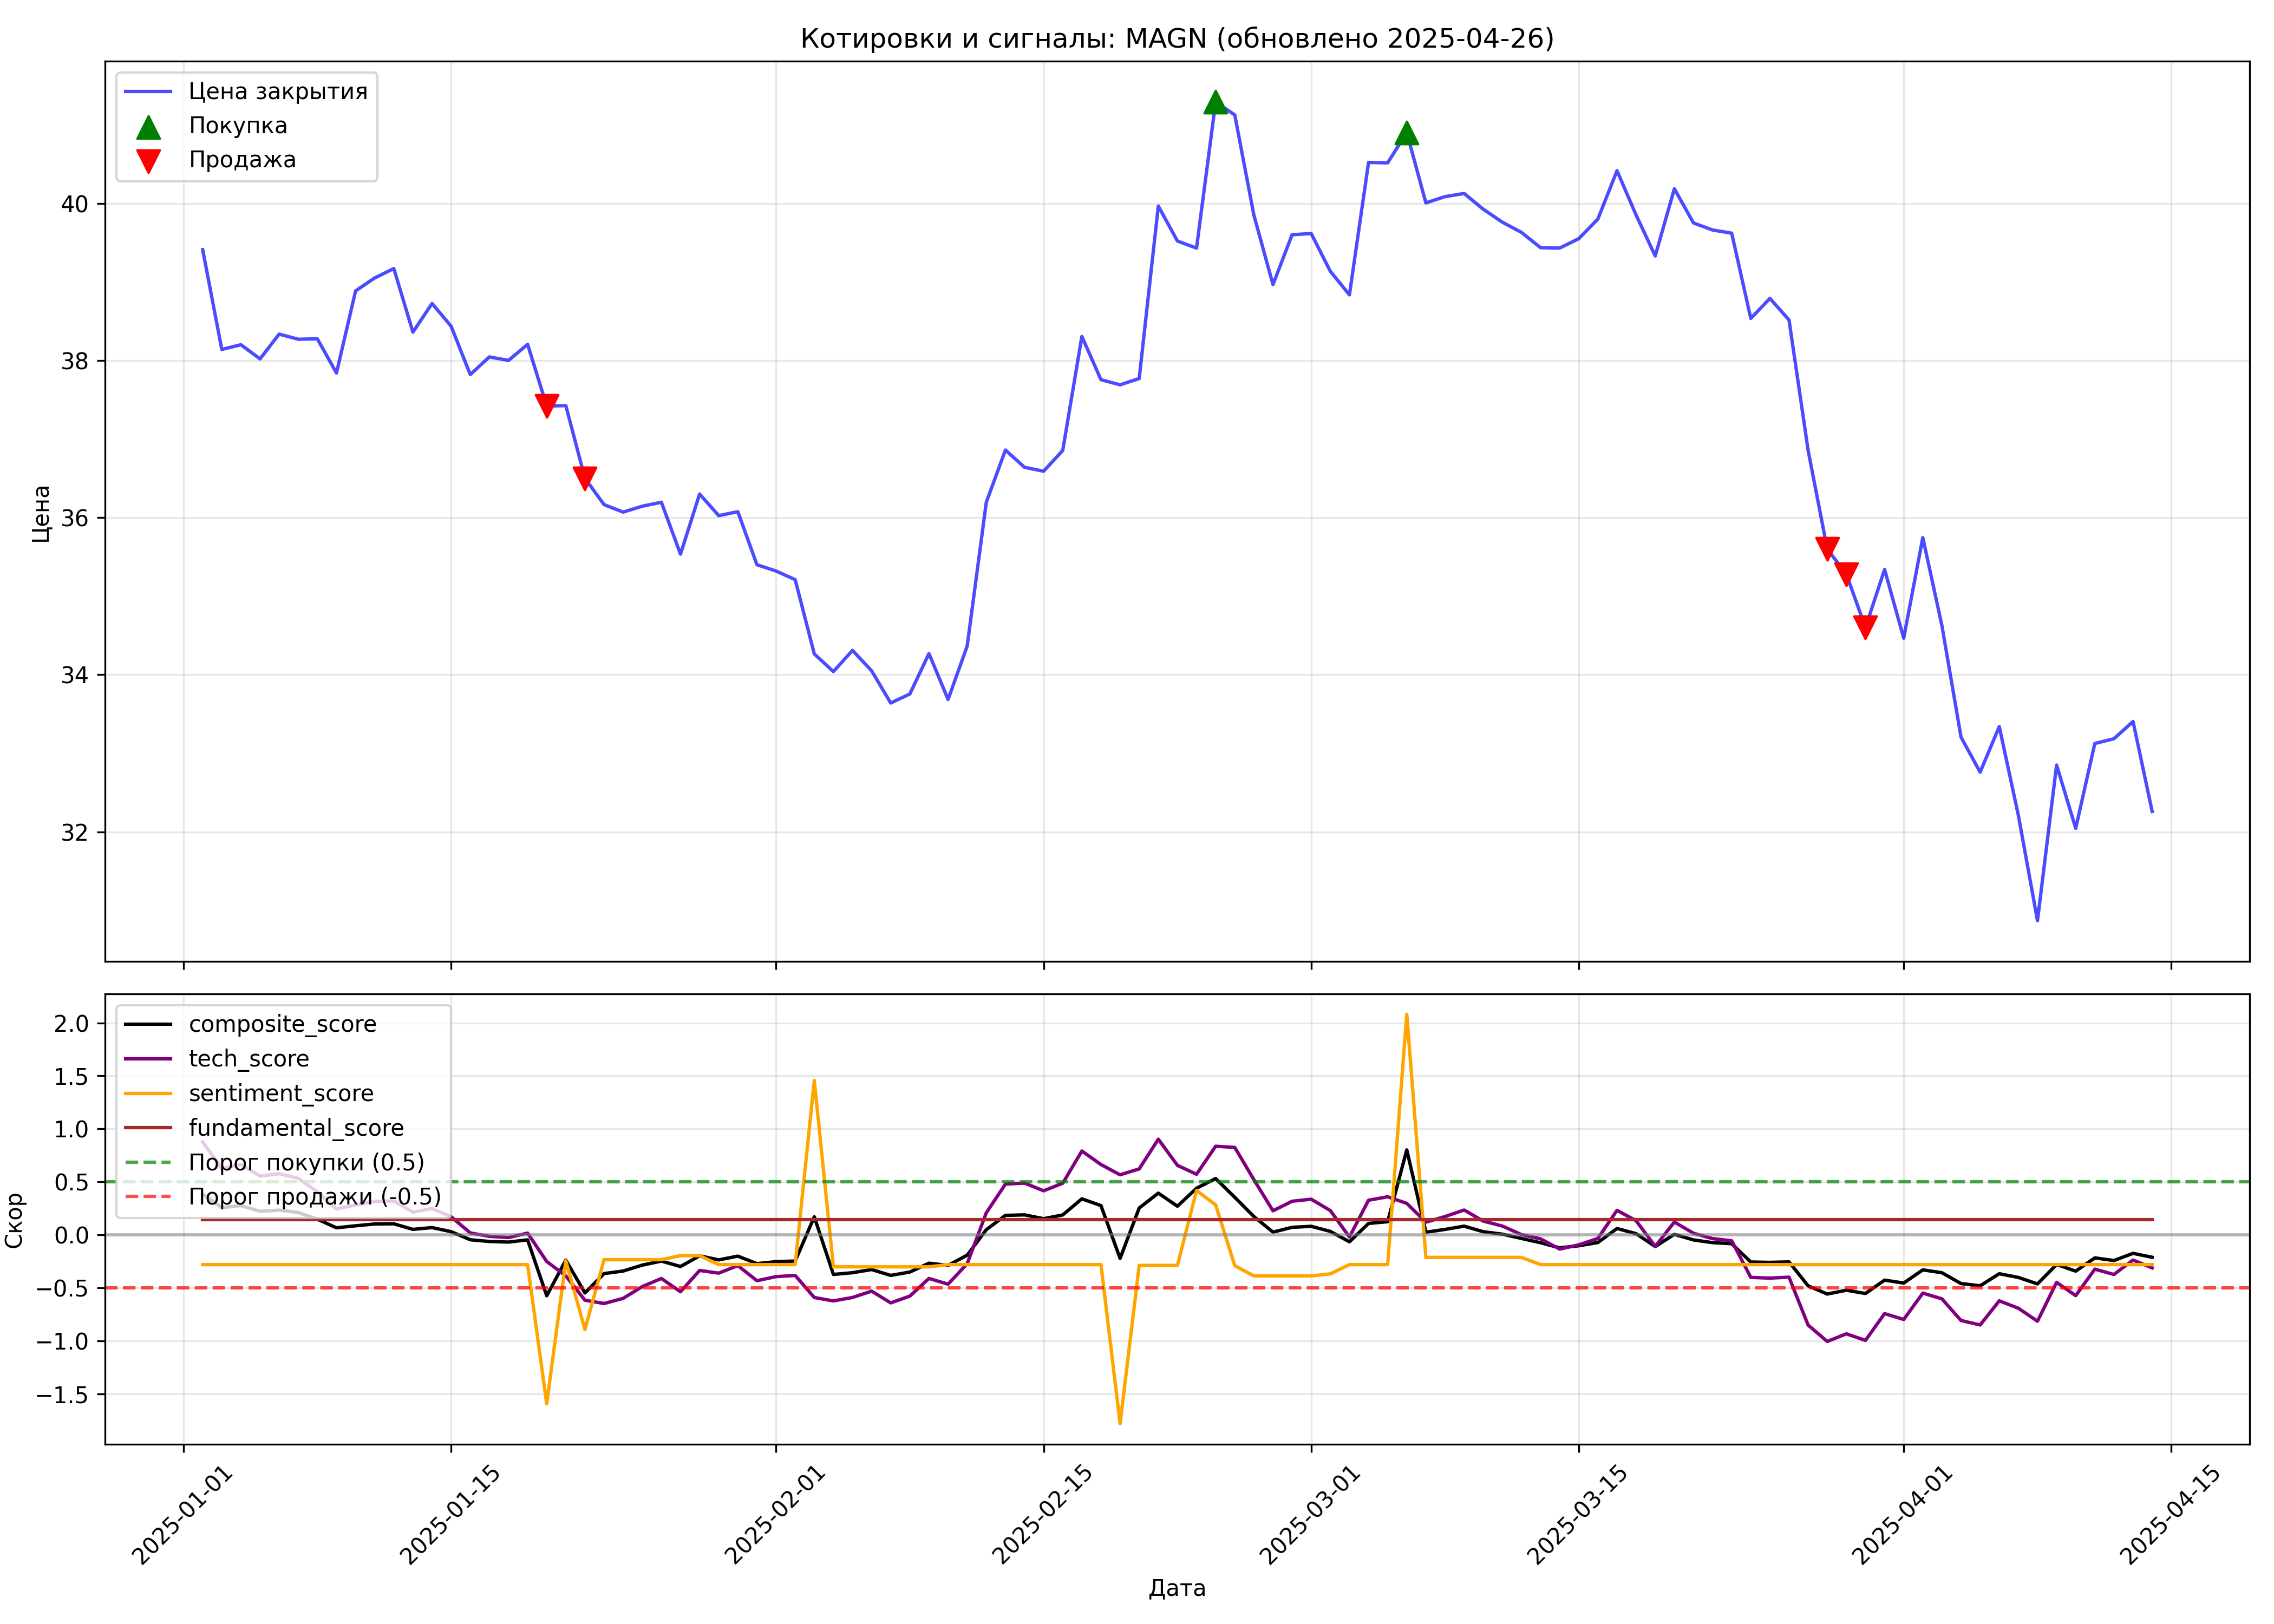 Котировки и сигналы: MAGN (обновлено 2025-04-26)
Цена закрытия
Покупка
Продажа
40
38
36
34
32
Цена
composite_score
tech_score
sentiment_score
fundamental_score
Порог покупки (0.5)
Порог продажи (-0.5)
2.0
1.5
1.0
0.5
0.0
−0.5
−1.0
−1.5
Скор
2025-01-01
2025-01-15
2025-02-01
2025-02-15
2025-03-01
2025-03-15
2025-04-01
2025-04-15
Дата